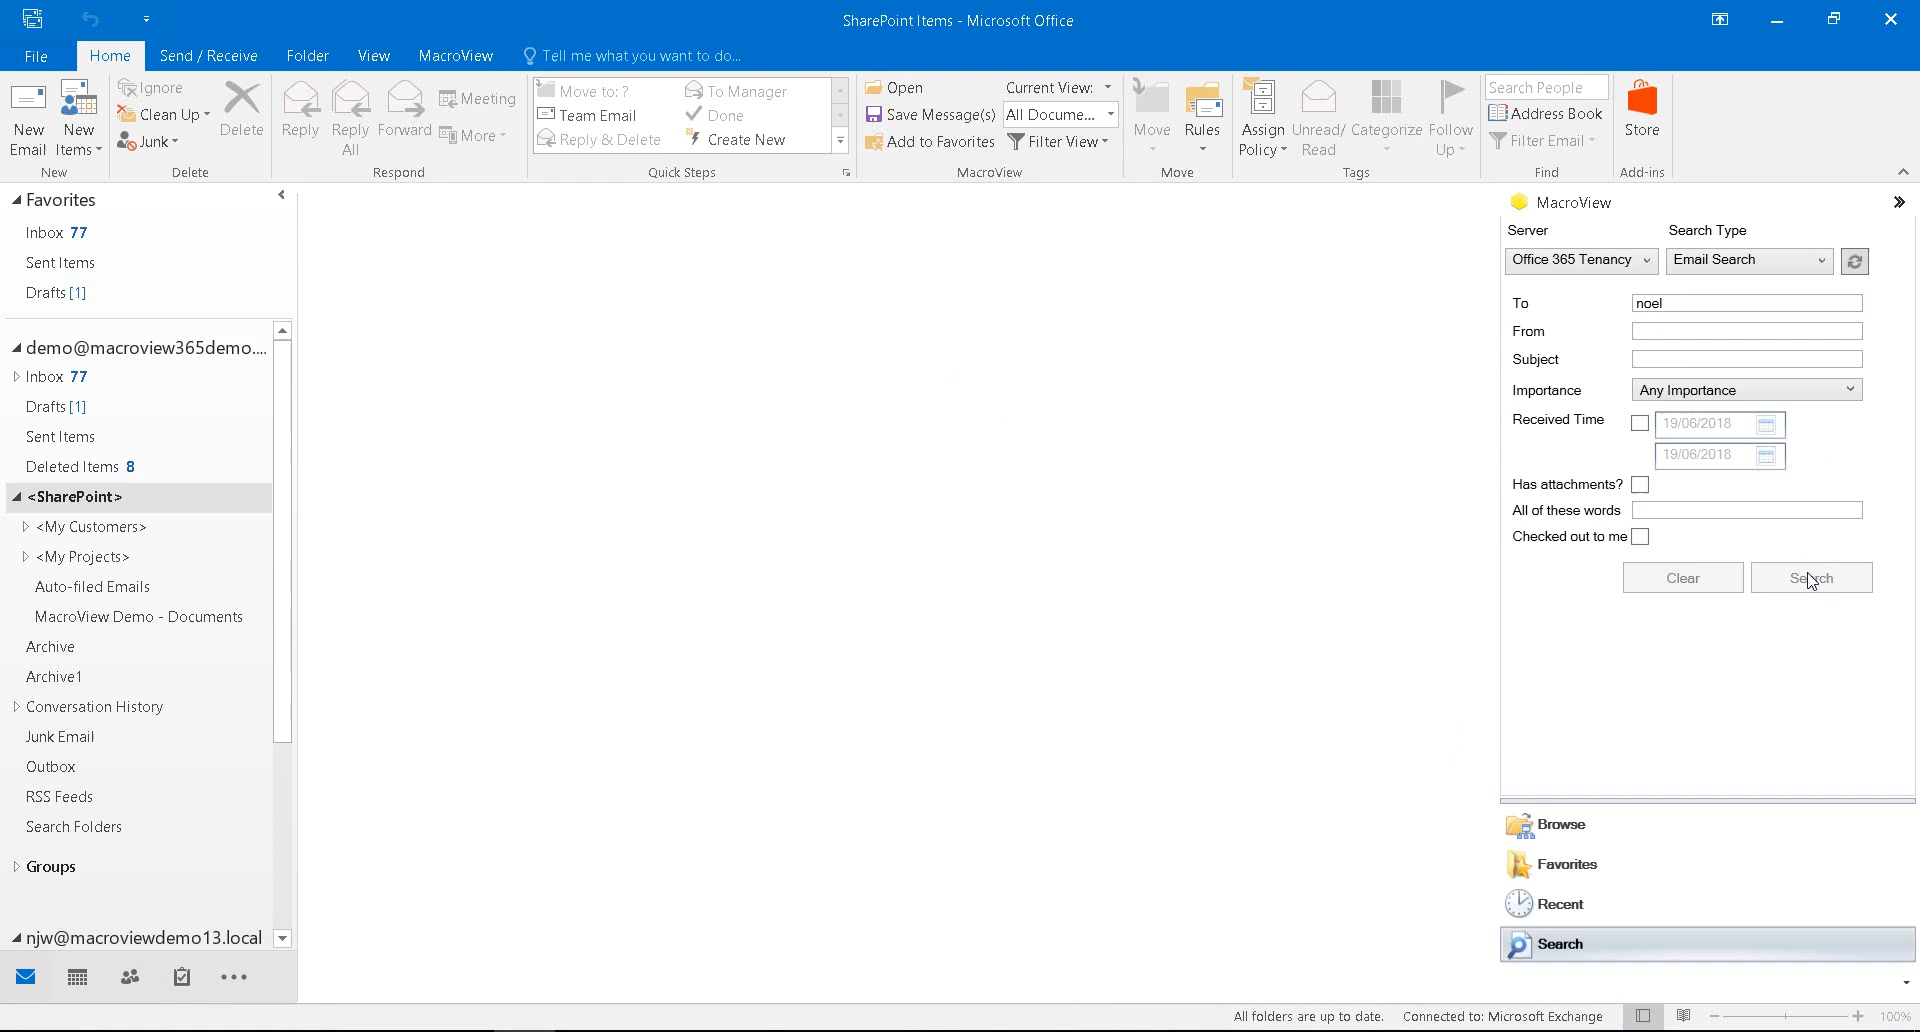 SharePoint Items - Microsoft Office
File Home Send / Receive Folder View MacroView Tell me what you want to do...
New Email
New Items
Ignore
Clean Up
Junk
Delete
Reply
Reply All
Forward
Meeting
More
Move to: ?
Team Email
Reply & Delete
To Manager
Done
Create New
Open
Save Message(s)
Add to Favorites
Current View:
All Docume...
Filter View
Move
Rules
Assign Policy
Unread/ Read
Categorize
Follow Up
Search People
Address Book
Filter Email
Store
New Delete Respond Quick Steps MacroView Move Tags Find Add-ins
Favorites
Inbox 77
Sent Items
Drafts [1]
demo@macroview365demo....
Inbox 77
Drafts [1]
Sent Items
Deleted Items 8
<SharePoint>
<My Customers>
<My Projects>
Auto-filed Emails
MacroView Demo - Documents
Archive
Archive1
Conversation History
Junk Email
Outbox
RSS Feeds
Search Folders
Groups
njw@macroviewdemo13.local
MacroView
Server Search Type
Office 365 Tenancy Email Search
To noel
From
Subject
Importance Any Importance
Received Time 19/06/2018
19/06/2018
Has attachments?
All of these words
Checked out to me
Clear Search
Browse
Favorites
Recent
Search
All folders are up to date. Connected to: Microsoft Exchange 100%